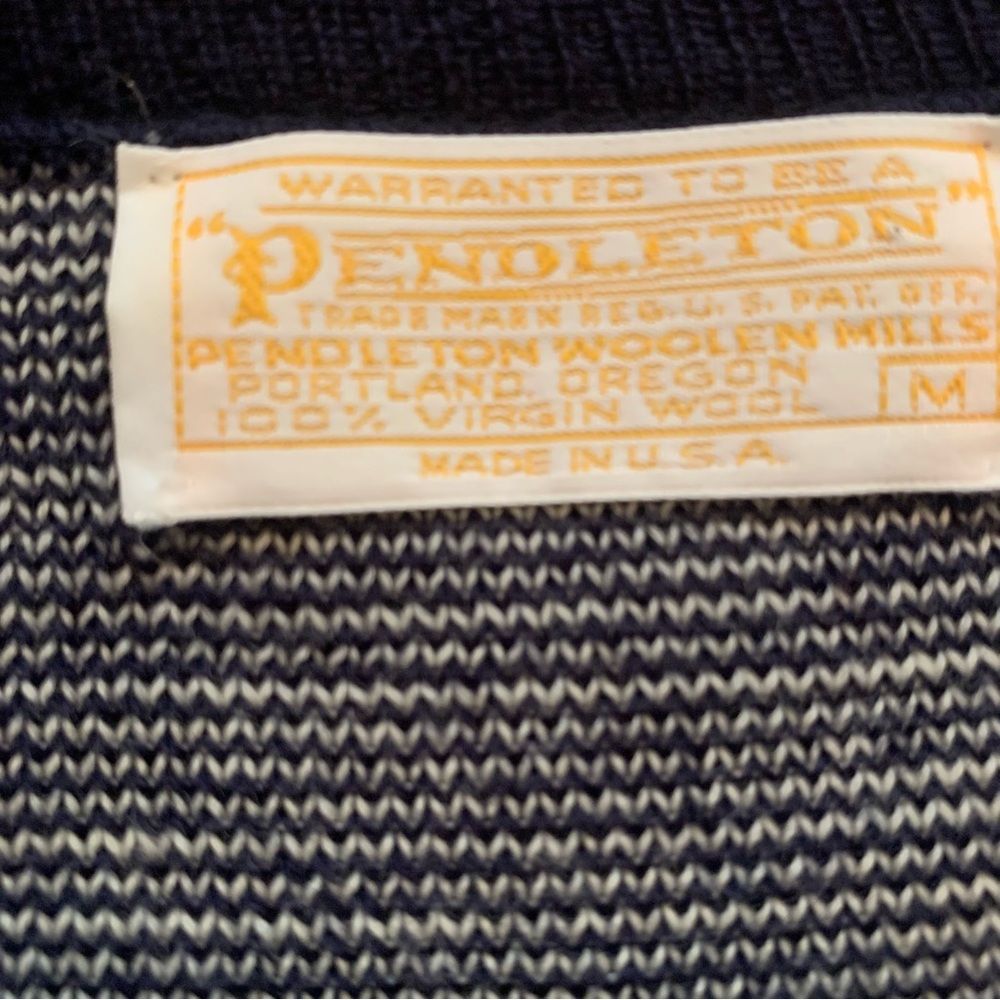 WARRANTED TO BE A
"PENDLETON"
TRADE MARK REG. U. S. PAT. OFF.
PENDLETON WOOLEN MILLS
PORTLAND, OREGON
100% VIRGIN WOOL M
MADE IN U.S.A.